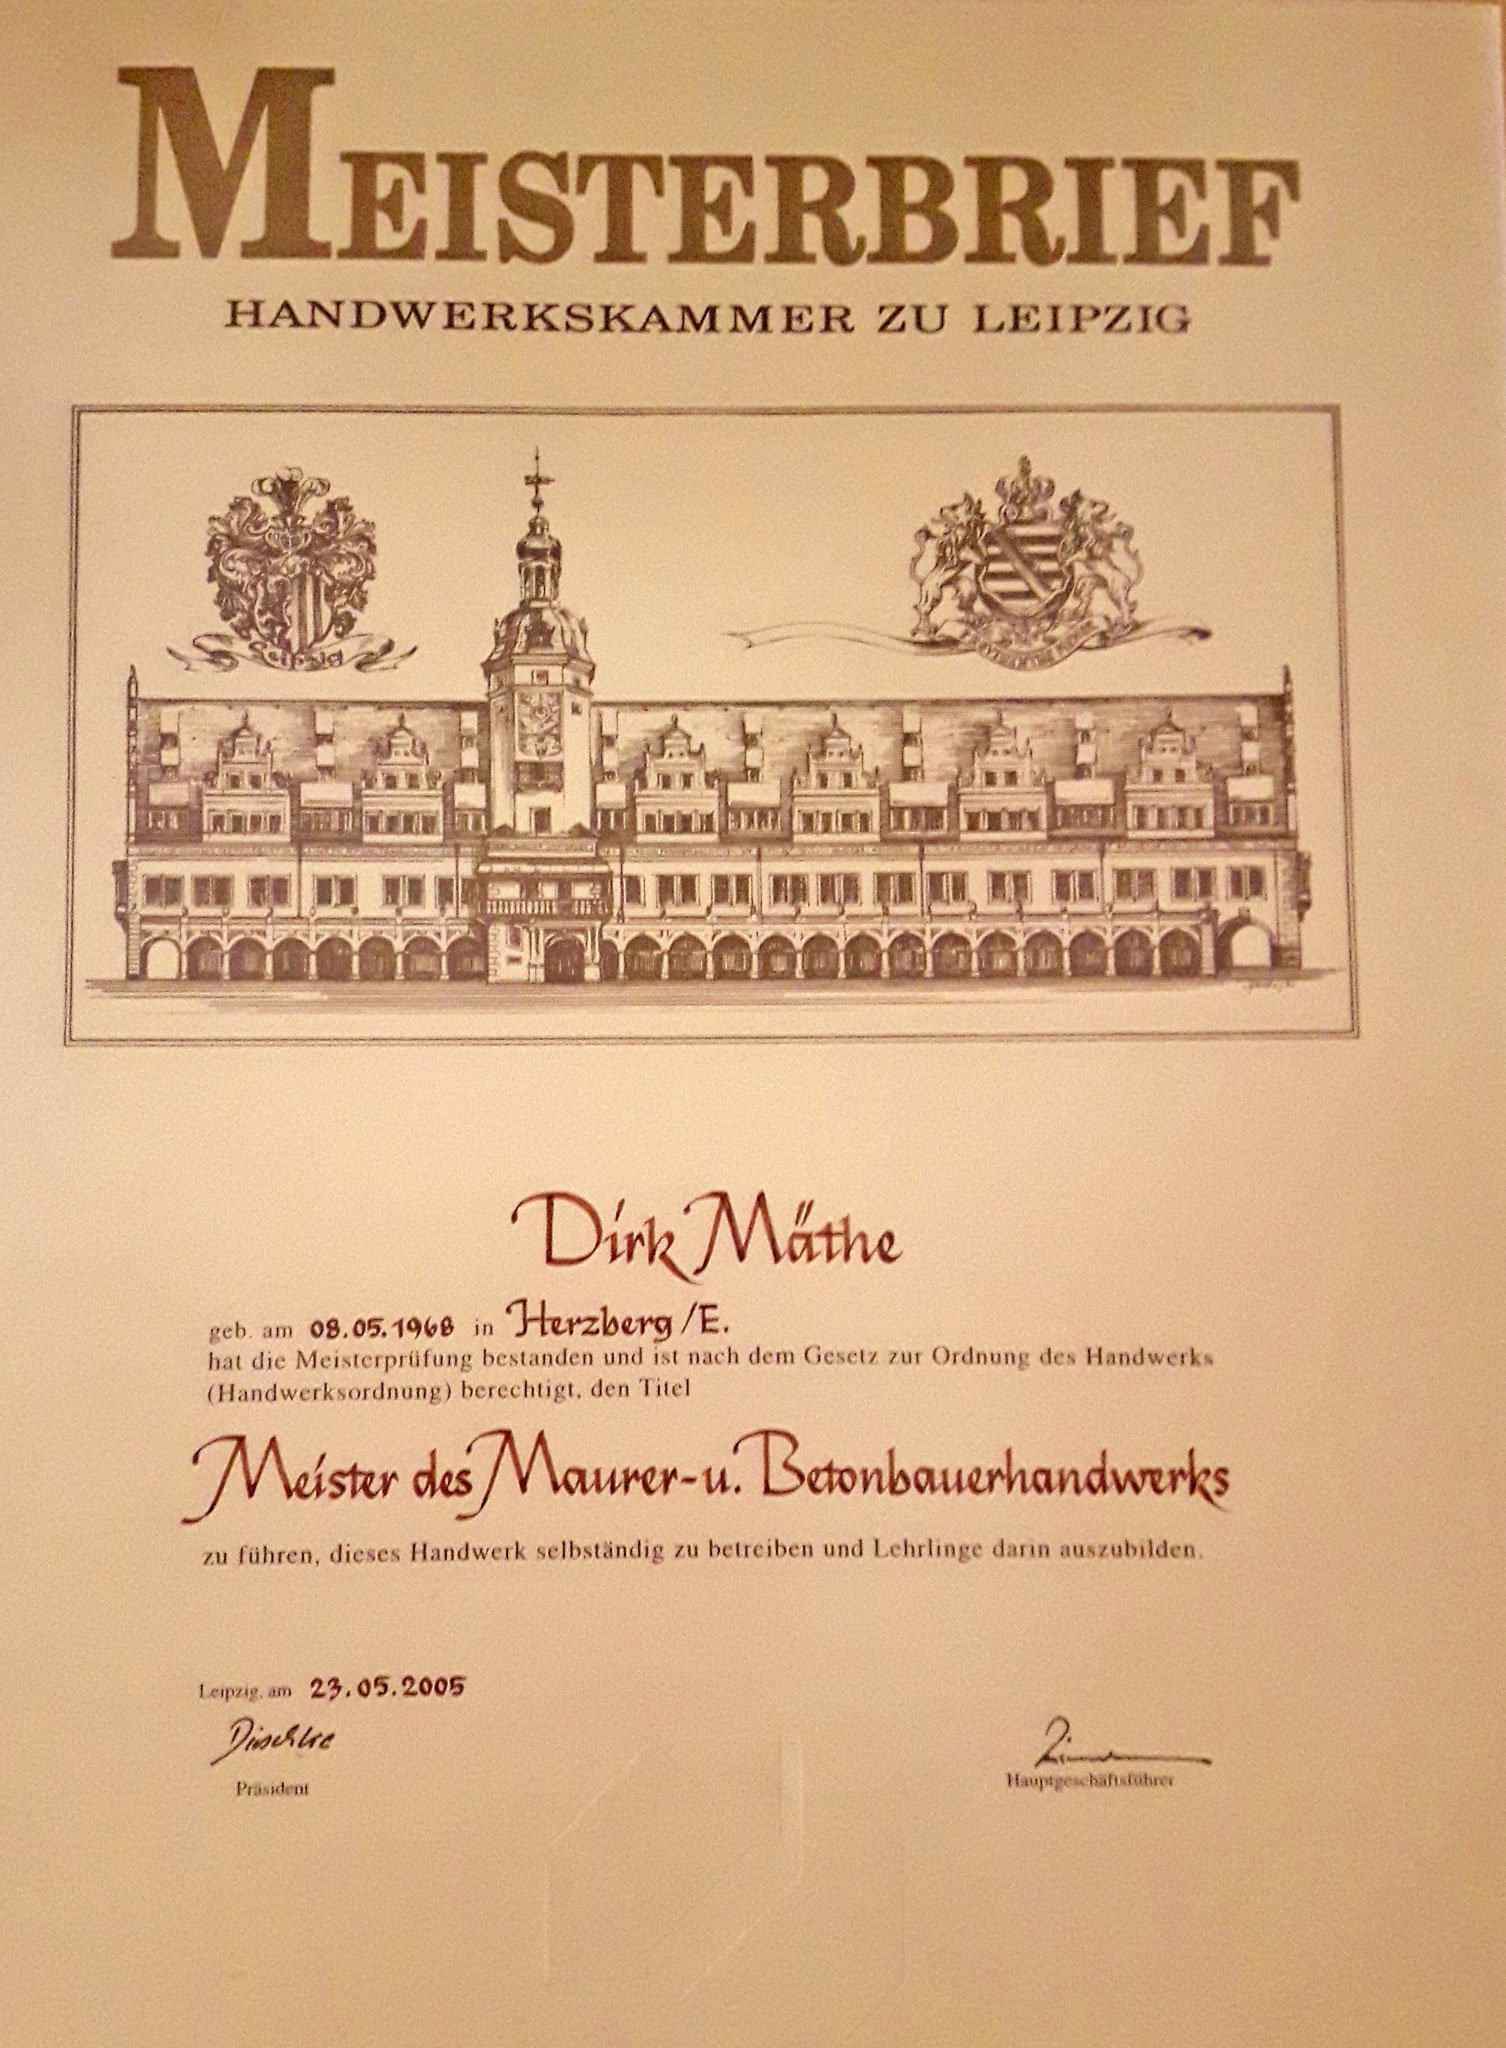 MEISTERBRIEF
HANDWERKSKAMMER ZU LEIPZIG
Leipzig
Dirk Mäthe
geb. am 08.05.1968 in Herzberg/E.
hat die Meisterprüfung bestanden und ist nach dem Gesetz zur Ordnung des Handwerks
(Handwerksordnung) berechtigt, den Titel
Meister des Maurer-u. Betonbauerhandwerks
zu führen, dieses Handwerk selbständig zu betreiben und Lehrlinge darin auszubilden.
Leipzig, am 23.05.2005
Präsident
Hauptgeschäftsführer